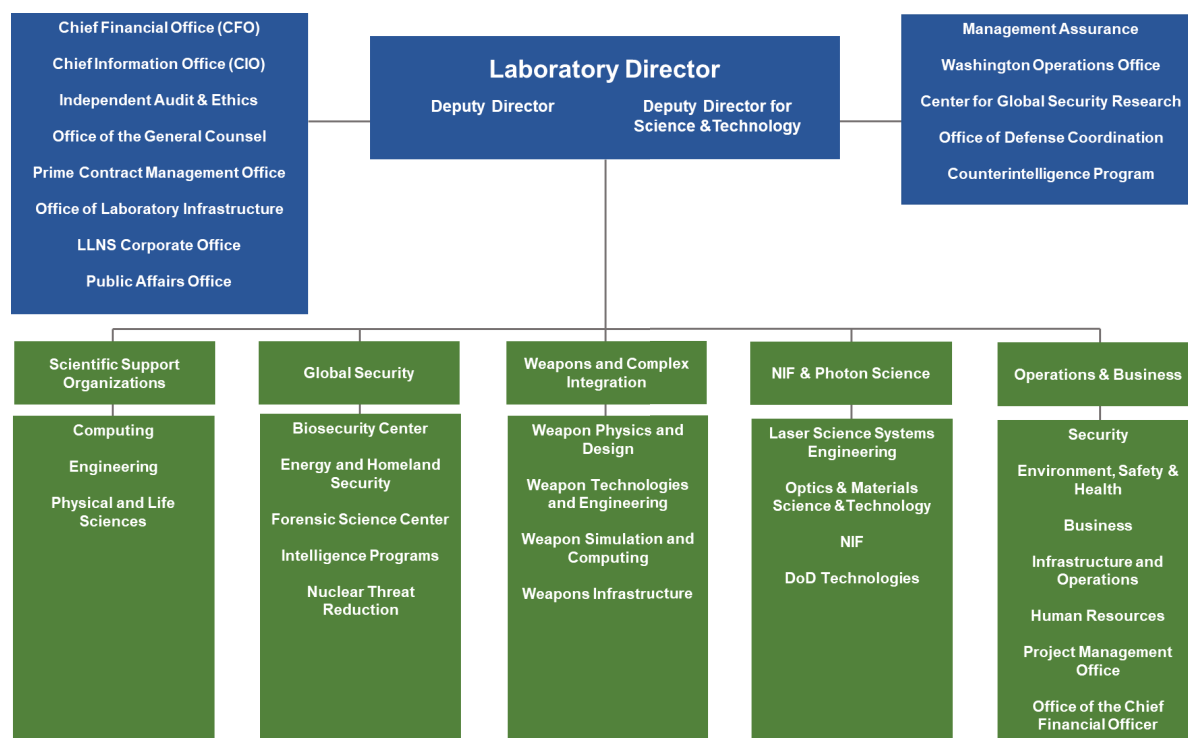 Chief Financial Office (CFO)
Chief Information Office (CIO)
Independent Audit & Ethics
Office of the General Counsel
Prime Contract Management Office
Office of Laboratory Infrastructure
LLNS Corporate Office
Public Affairs Office
Laboratory Director
Deputy Director
Deputy Director for
Science & Technology
Management Assurance
Washington Operations Office
Center for Global Security Research
Office of Defense Coordination
Counterintelligence Program
Scientific Support
Organizations
Computing
Engineering
Physical and Life
Sciences
Global Security
Biosecurity Center
Energy and Homeland
Security
Forensic Science Center
Intelligence Programs
Nuclear Threat
Reduction
Weapons and Complex
Integration
Weapon Physics and
Design
Weapon Technologies
and Engineering
Weapon Simulation and
Computing
Weapons Infrastructure
NIF & Photon Science
Laser Science Systems
Engineering
Optics & Materials
Science & Technology
NIF
DoD Technologies
Operations & Business
Security
Environment, Safety &
Health
Business
Infrastructure and
Operations
Human Resources
Project Management
Office
Office of the Chief
Financial Officer